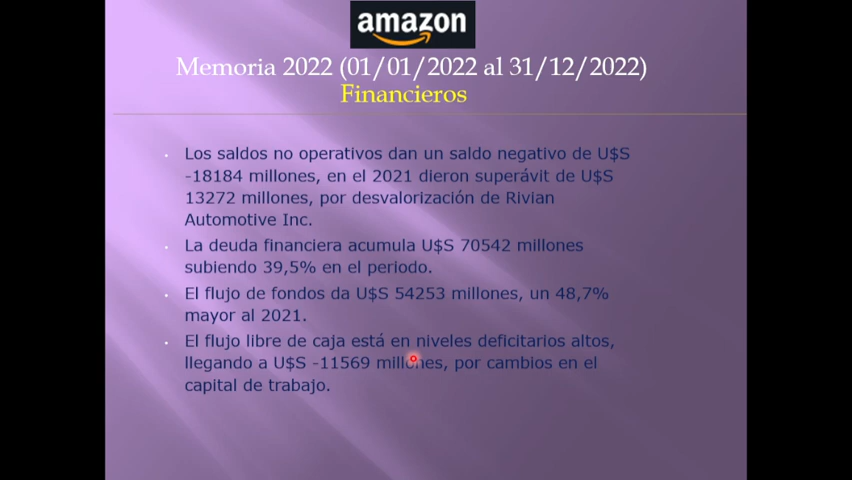 amazon
Memoria 2022 (01/01/2022 al 31/12/2022)
Financieros
Los saldos no operativos dan un saldo negativo de U$S
-18184 millones, en el 2021 dieron superávit de U$S
13272 millones, por desvalorización de Rivian
Automotive Inc.
La deuda financiera acumula U$S 70542 millones
subiendo 39,5% en el periodo.
El flujo de fondos da U$S 54253 millones, un 48,7%
mayor al 2021.
El flujo libre de caja está en niveles deficitarios altos,
llegando a U$S -11569 millones, por cambios en el
capital de trabajo.